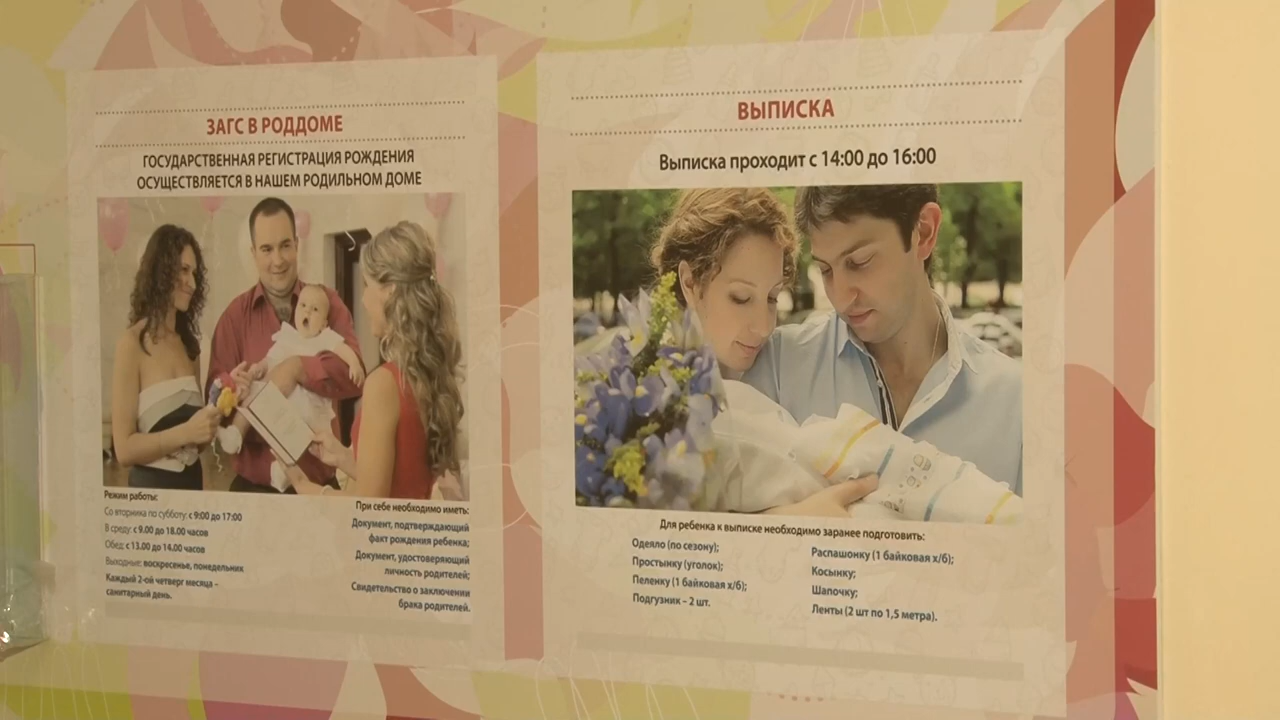 ЗАГС В РОДДОМЕ
ГОСУДАРСТВЕННАЯ РЕГИСТРАЦИЯ РОЖДЕНИЯ
ОСУЩЕСТВЛЯЕТСЯ В НАШЕМ РОДИЛЬНОМ ДОМЕ
Режим работы:
Со вторника по субботу: с 9:00 до 17:00
В среду: с 9.00 до 18.00 часов
Обед: с 13.00 до 14.00 часов
Выходные: воскресенье, понедельник
Каждый 2-ой четверг месяца –
санитарный день.
При себе необходимо иметь:
Документ, подтверждающий
факт рождения ребенка;
Документ, удостоверяющий
личность родителей;
Свидетельство о заключении
брака родителей.
ВЫПИСКА
Выписка проходит с 14:00 до 16:00
Для ребенка к выписке необходимо заранее подготовить:
Одеяло (по сезону);
Простынку (уголок);
Пеленку (1 байковая х/б);
Подгузник – 2 шт.
Распашонку (1 байковая х/б);
Косынку;
Шапочку;
Ленты (2 шт по 1,5 метра).